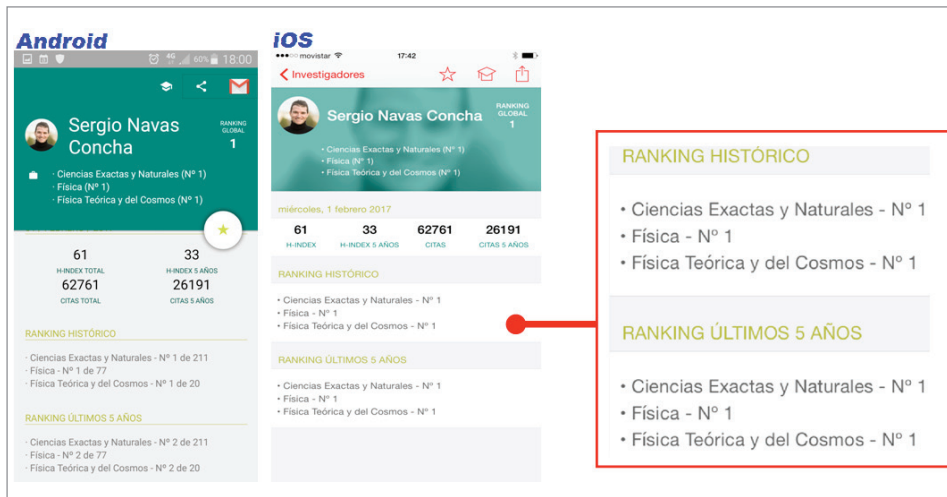 Android
4G 60% 18:00
Sergio Navas
Concha
RANKING
GLOBAL
1
· Ciencias Exactas y Naturales (Nº 1)
· Física (Nº 1)
· Física Teórica y del Cosmos (Nº 1)
61
33
H-INDEX TOTAL
H-INDEX 5 AÑOS
62761
26191
CITAS TOTAL
CITAS 5 AÑOS
RANKING HISTÓRICO
· Ciencias Exactas y Naturales - Nº 1 de 211
· Física - Nº 1 de 77
· Física Teórica y del Cosmos - Nº 1 de 20
RANKING ÚLTIMOS 5 AÑOS
· Ciencias Exactas y Naturales - Nº 2 de 211
· Física - Nº 2 de 77
· Física Teórica y del Cosmos - Nº 2 de 20
iOS
movistar 17:42
Investigadores
Sergio Navas Concha
RANKING
GLOBAL
1
• Ciencias Exactas y Naturales (Nº 1)
• Física (Nº 1)
• Física Teórica y del Cosmos (Nº 1)
miércoles, 1 febrero 2017
61 33 62761 26191
H-INDEX H-INDEX 5 AÑOS CITAS CITAS 5 AÑOS
RANKING HISTÓRICO
• Ciencias Exactas y Naturales - Nº 1
• Física - Nº 1
• Física Teórica y del Cosmos - Nº 1
RANKING ÚLTIMOS 5 AÑOS
• Ciencias Exactas y Naturales - Nº 1
• Física - Nº 1
• Física Teórica y del Cosmos - Nº 1
RANKING HISTÓRICO
• Ciencias Exactas y Naturales - Nº 1
• Física - Nº 1
• Física Teórica y del Cosmos - Nº 1
RANKING ÚLTIMOS 5 AÑOS
• Ciencias Exactas y Naturales - Nº 1
• Física - Nº 1
• Física Teórica y del Cosmos - Nº 1